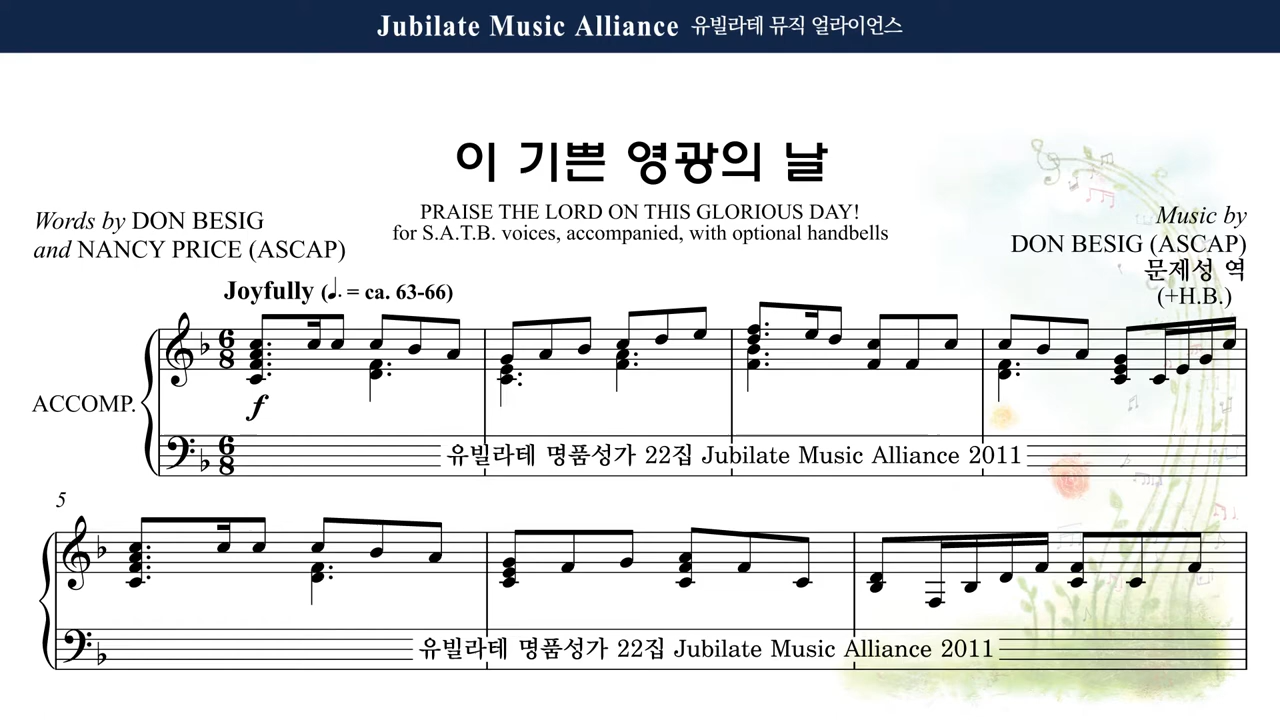 Jubilate Music Alliance 유빌라테 뮤직 얼라이언스
이 기쁜 영광의 날
PRAISE THE LORD ON THIS GLORIOUS DAY!
for S.A.T.B. voices, accompanied, with optional handbells
Words by DON BESIG
and NANCY PRICE (ASCAP)
Music by
DON BESIG (ASCAP)
문제성 역
(+H.B.)
Joyfully (♩. = ca. 63-66)
6 8
ACCOMP.
f
6 8
유빌라테 명품성가 22집 Jubilate Music Alliance 2011
5
유빌라테 명품성가 22집 Jubilate Music Alliance 2011